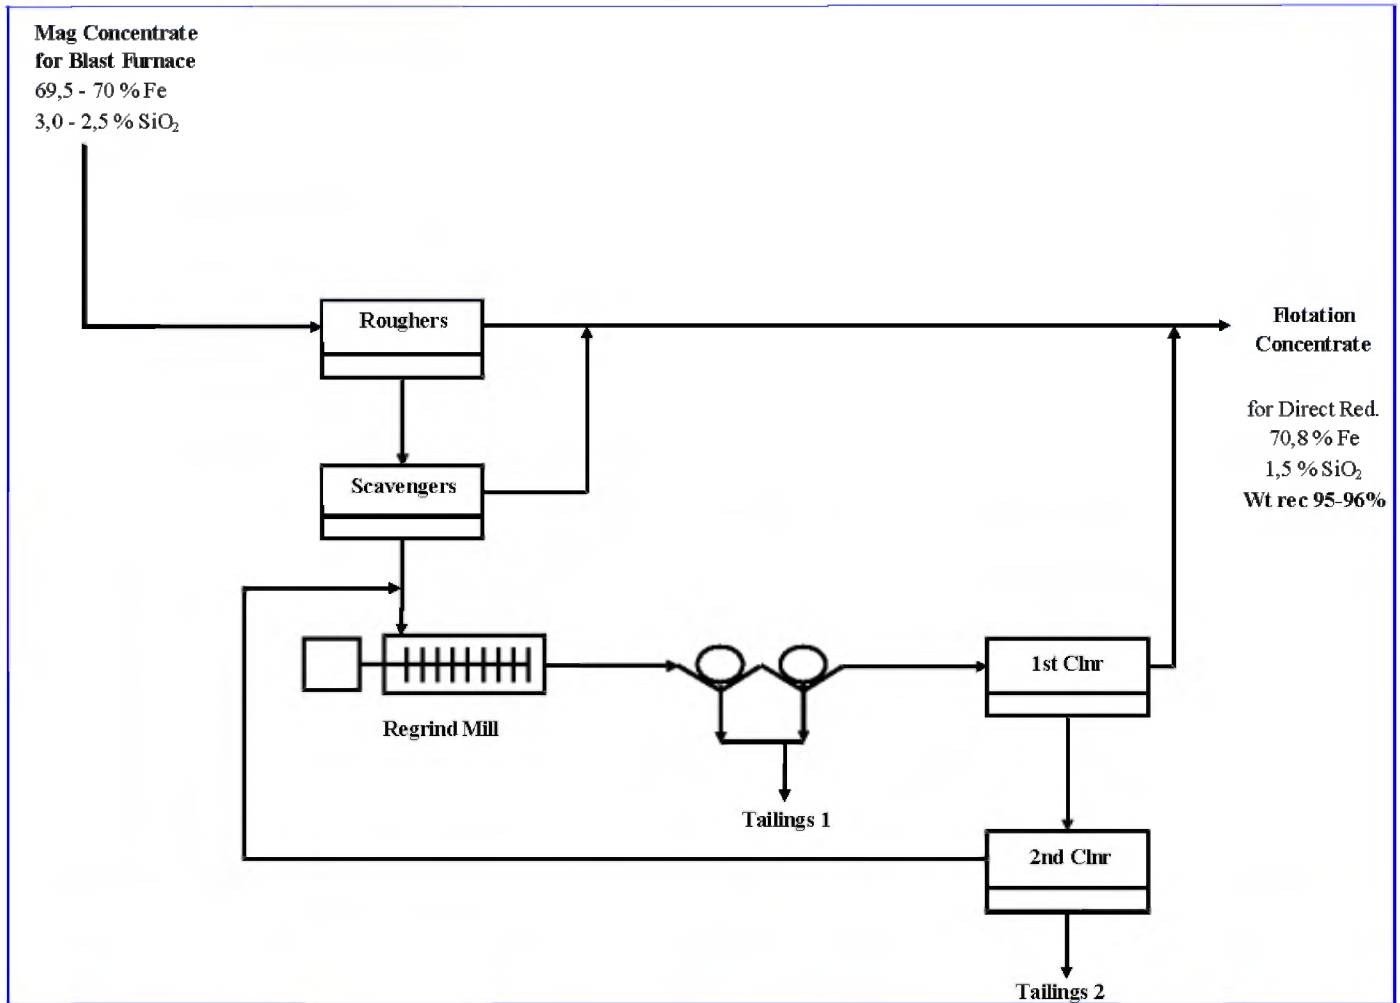 Mag Concentrate
for Blast Furnace
69,5 - 70 % Fe
3,0 - 2,5 % SiO₂
Roughers
Flotation
Concentrate
for Direct Red.
70,8 % Fe
1,5 % SiO₂
Wt rec 95-96%
Scavengers
Regrind Mill
1st Clnr
Tailings 1
2nd Clnr
Tailings 2